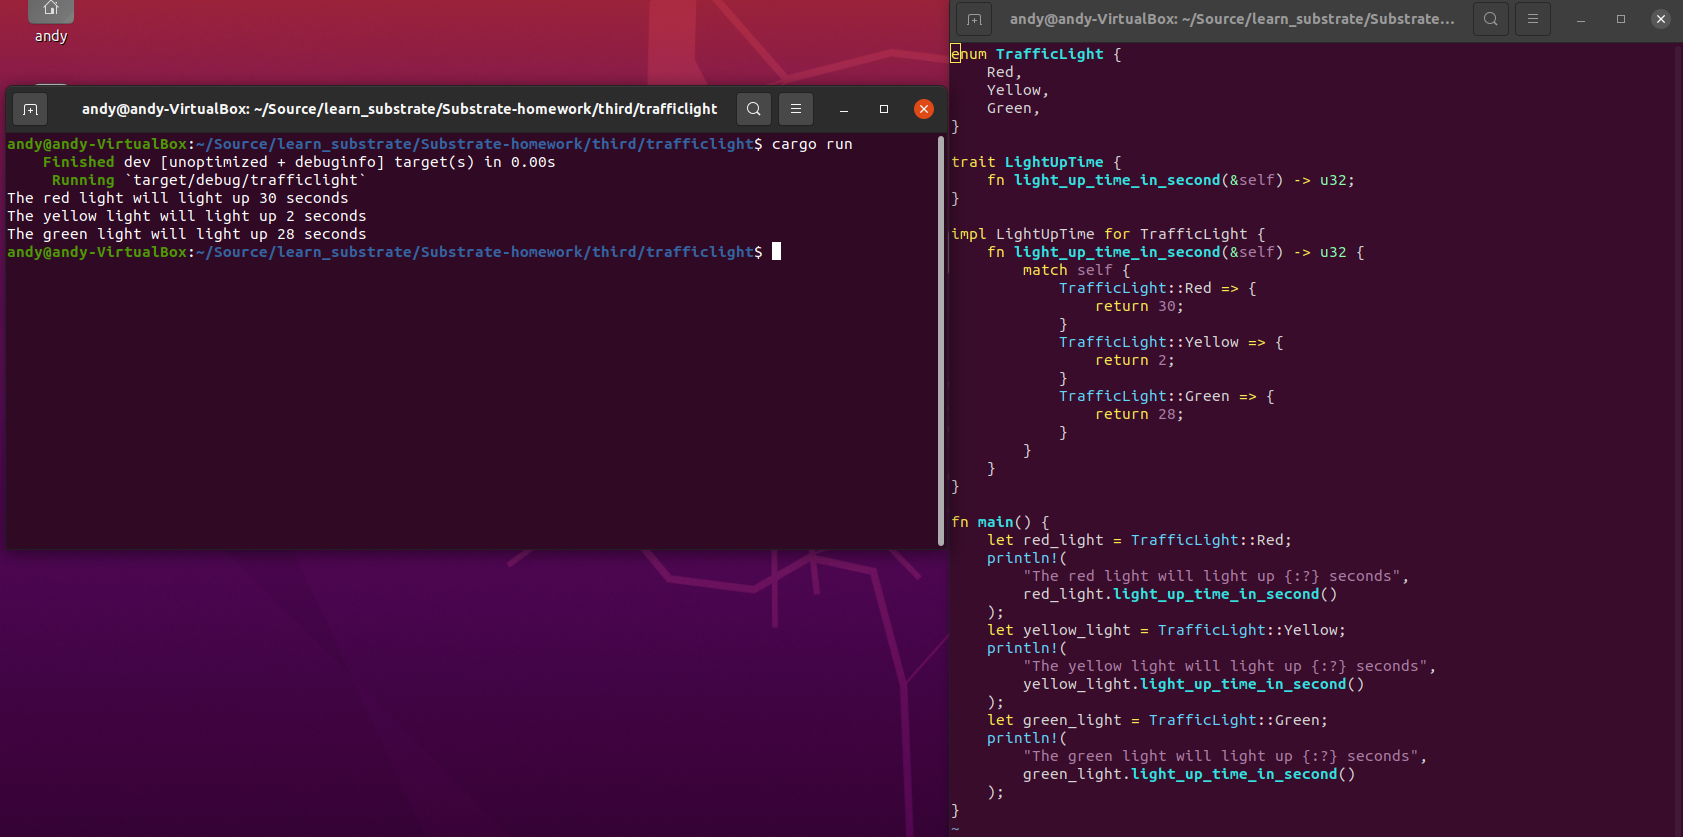 andy
andy@andy-VirtualBox: ~/Source/learn_substrate/Substrate-homework/third/trafficlight
andy@andy-VirtualBox:~/Source/learn_substrate/Substrate-homework/third/trafficlight$ cargo run
    Finished dev [unoptimized + debuginfo] target(s) in 0.00s
     Running `target/debug/trafficlight`
The red light will light up 30 seconds
The yellow light will light up 2 seconds
The green light will light up 28 seconds
andy@andy-VirtualBox:~/Source/learn_substrate/Substrate-homework/third/trafficlight$
andy@andy-VirtualBox: ~/Source/learn_substrate/Substrate...
enum TrafficLight {
    Red,
    Yellow,
    Green,
}
trait LightUpTime {
    fn light_up_time_in_second(&self) -> u32;
}
impl LightUpTime for TrafficLight {
    fn light_up_time_in_second(&self) -> u32 {
        match self {
            TrafficLight::Red => {
                return 30;
            }
            TrafficLight::Yellow => {
                return 2;
            }
            TrafficLight::Green => {
                return 28;
            }
        }
    }
}
fn main() {
    let red_light = TrafficLight::Red;
    println!(
        "The red light will light up {:?} seconds",
        red_light.light_up_time_in_second()
    );
    let yellow_light = TrafficLight::Yellow;
    println!(
        "The yellow light will light up {:?} seconds",
        yellow_light.light_up_time_in_second()
    );
    let green_light = TrafficLight::Green;
    println!(
        "The green light will light up {:?} seconds",
        green_light.light_up_time_in_second()
    );
}
~